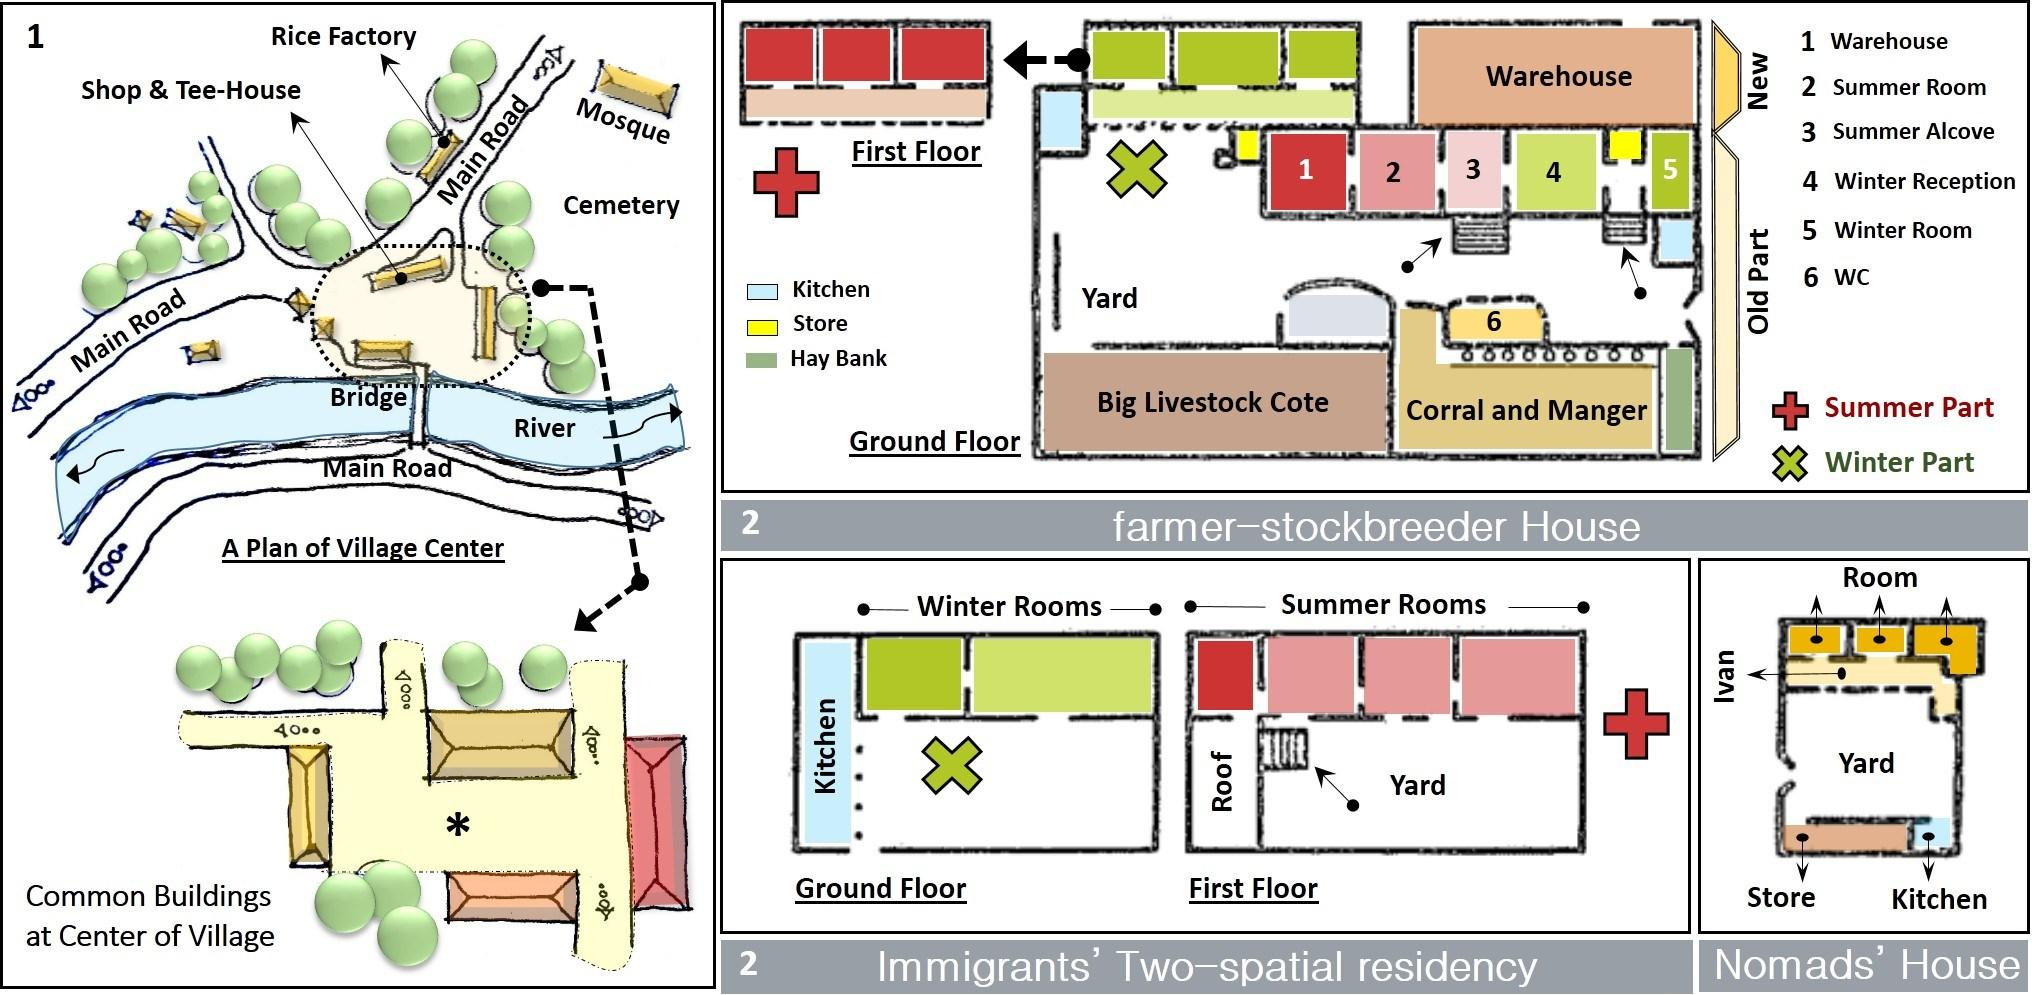 1
Rice Factory
Shop & Tee-House
Main Road
Mosque
Cemetery
Main Road
Bridge
River
Main Road
A Plan of Village Center
*
Common Buildings
at Center of Village
First Floor
Warehouse
1
2
3
4
5
Yard
6
Kitchen
Store
Hay Bank
Big Livestock Cote
Corral and Manger
Ground Floor
New
Old Part
1 Warehouse
2 Summer Room
3 Summer Alcove
4 Winter Reception
5 Winter Room
6 WC
Summer Part
Winter Part
2 farmer-stockbreeder House
Winter Rooms
Summer Rooms
Kitchen
Roof
Yard
Ground Floor
First Floor
2 Immigrants’ Two-spatial residency
Room
Ivan
Yard
Store
Kitchen
Nomads’ House